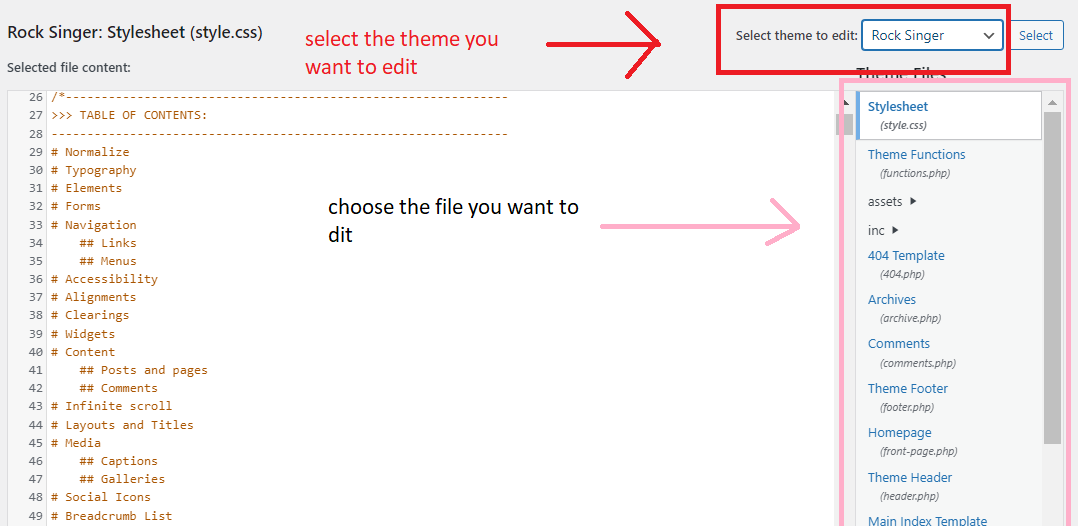 Rock Singer: Stylesheet (style.css)
select the theme you
want to edit
Select theme to edit: Rock Singer Select
Selected file content:
Theme Files
26 /*--------------------------------------------------------------
27 >>> TABLE OF CONTENTS:
28 ----------------------------------------------------------------
29 # Normalize
30 # Typography
31 # Elements
32 # Forms
33 # Navigation
34 ## Links
35 ## Menus
36 # Accessibility
37 # Alignments
38 # Clearings
39 # Widgets
40 # Content
41 ## Posts and pages
42 ## Comments
43 # Infinite scroll
44 # Layouts and Titles
45 # Media
46 ## Captions
47 ## Galleries
48 # Social Icons
49 # Breadcrumb List
choose the file you want to
dit
Stylesheet
(style.css)
Theme Functions
(functions.php)
assets
inc
404 Template
(404.php)
Archives
(archive.php)
Comments
(comments.php)
Theme Footer
(footer.php)
Homepage
(front-page.php)
Theme Header
(header.php)
Main Index Template